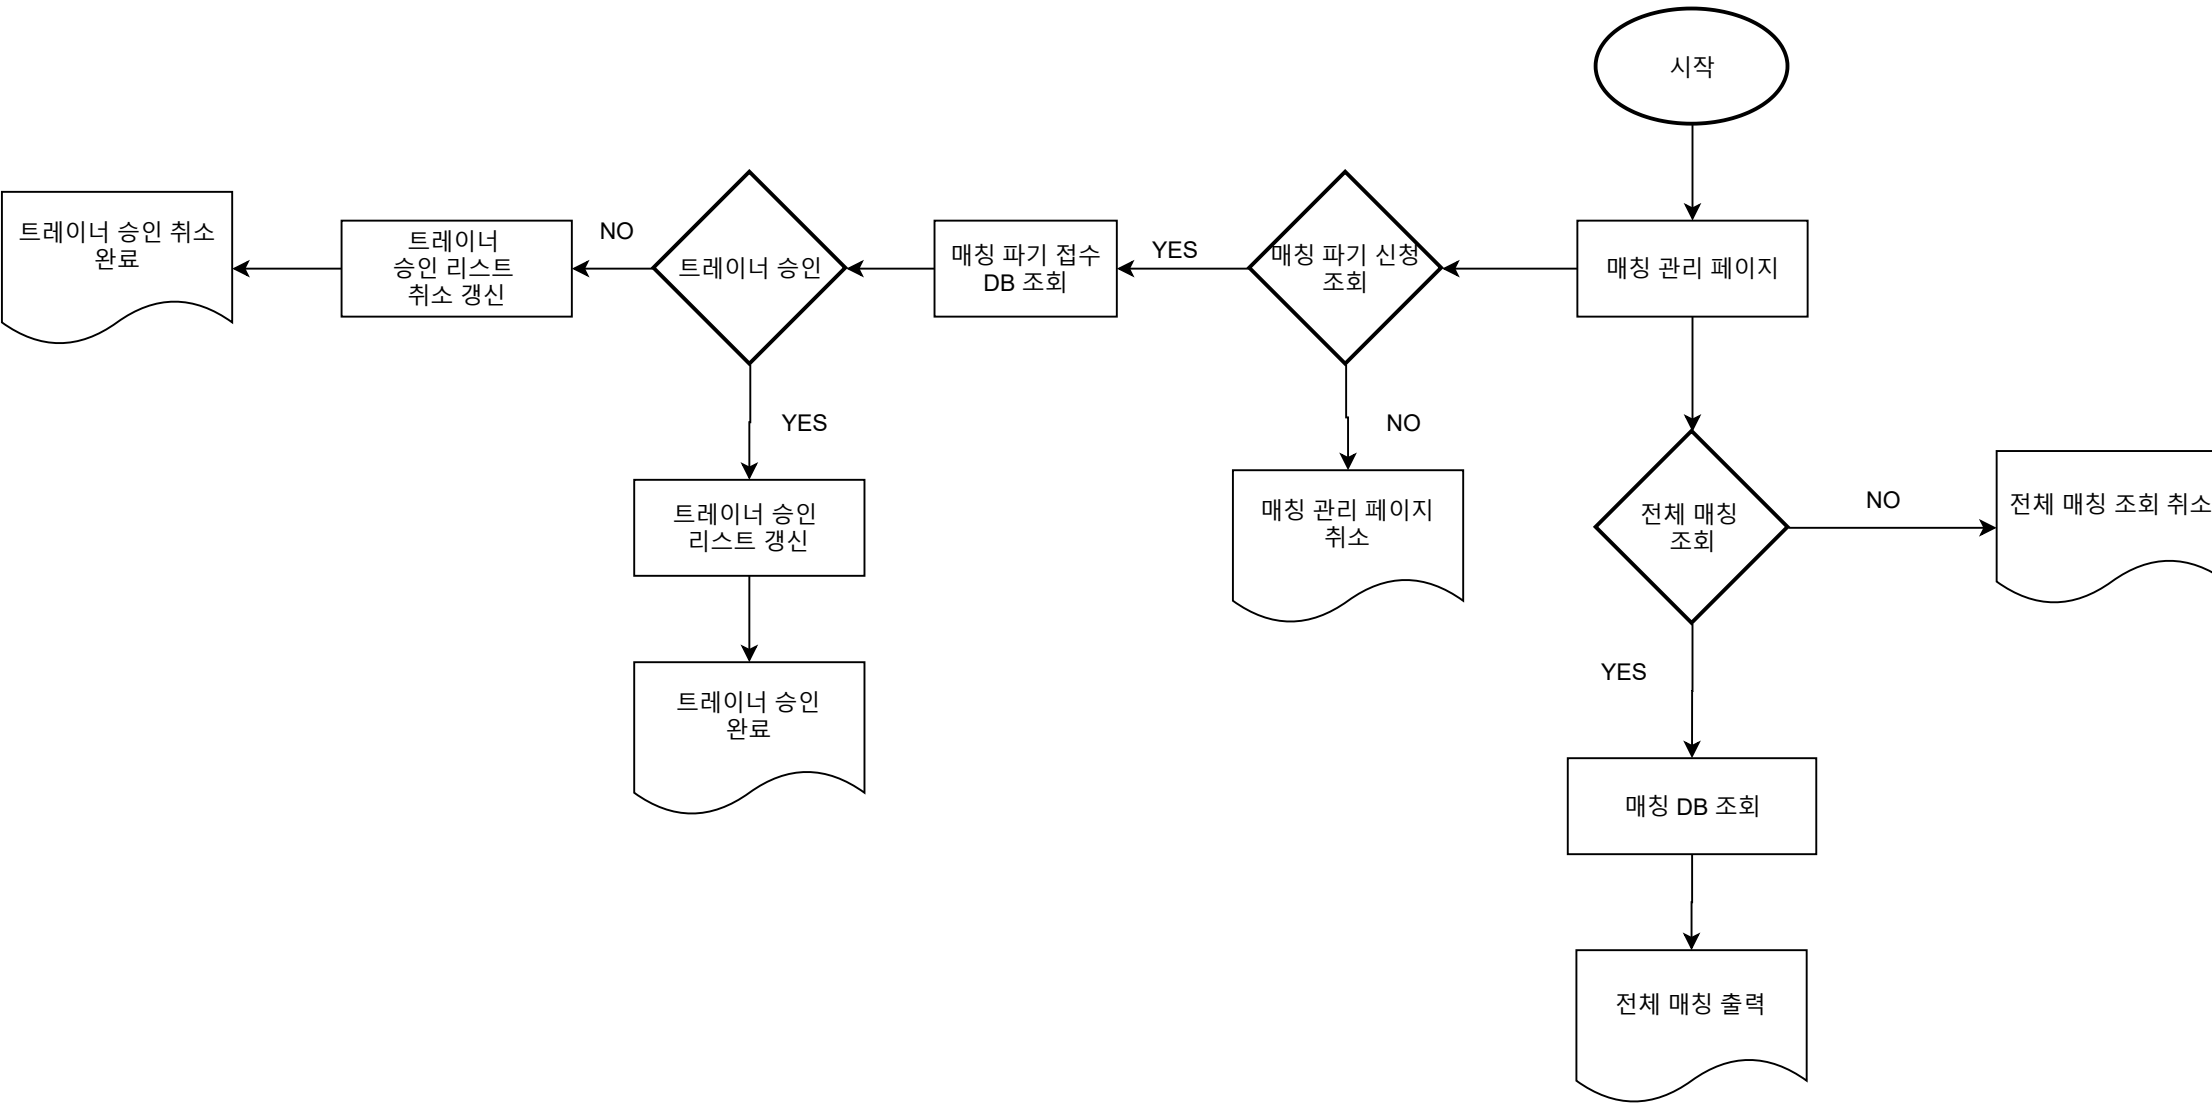 시작
트레이너 승인 취소
완료
트레이너
승인 리스트
취소 갱신
NO
트레이너 승인
매칭 파기 접수
DB 조회
YES
매칭 파기 신청
조회
매칭 관리 페이지
YES
NO
트레이너 승인
리스트 갱신
매칭 관리 페이지
취소
전체 매칭
조회
NO
전체 매칭 조회 취소
YES
트레이너 승인
완료
매칭 DB 조회
전체 매칭 출력